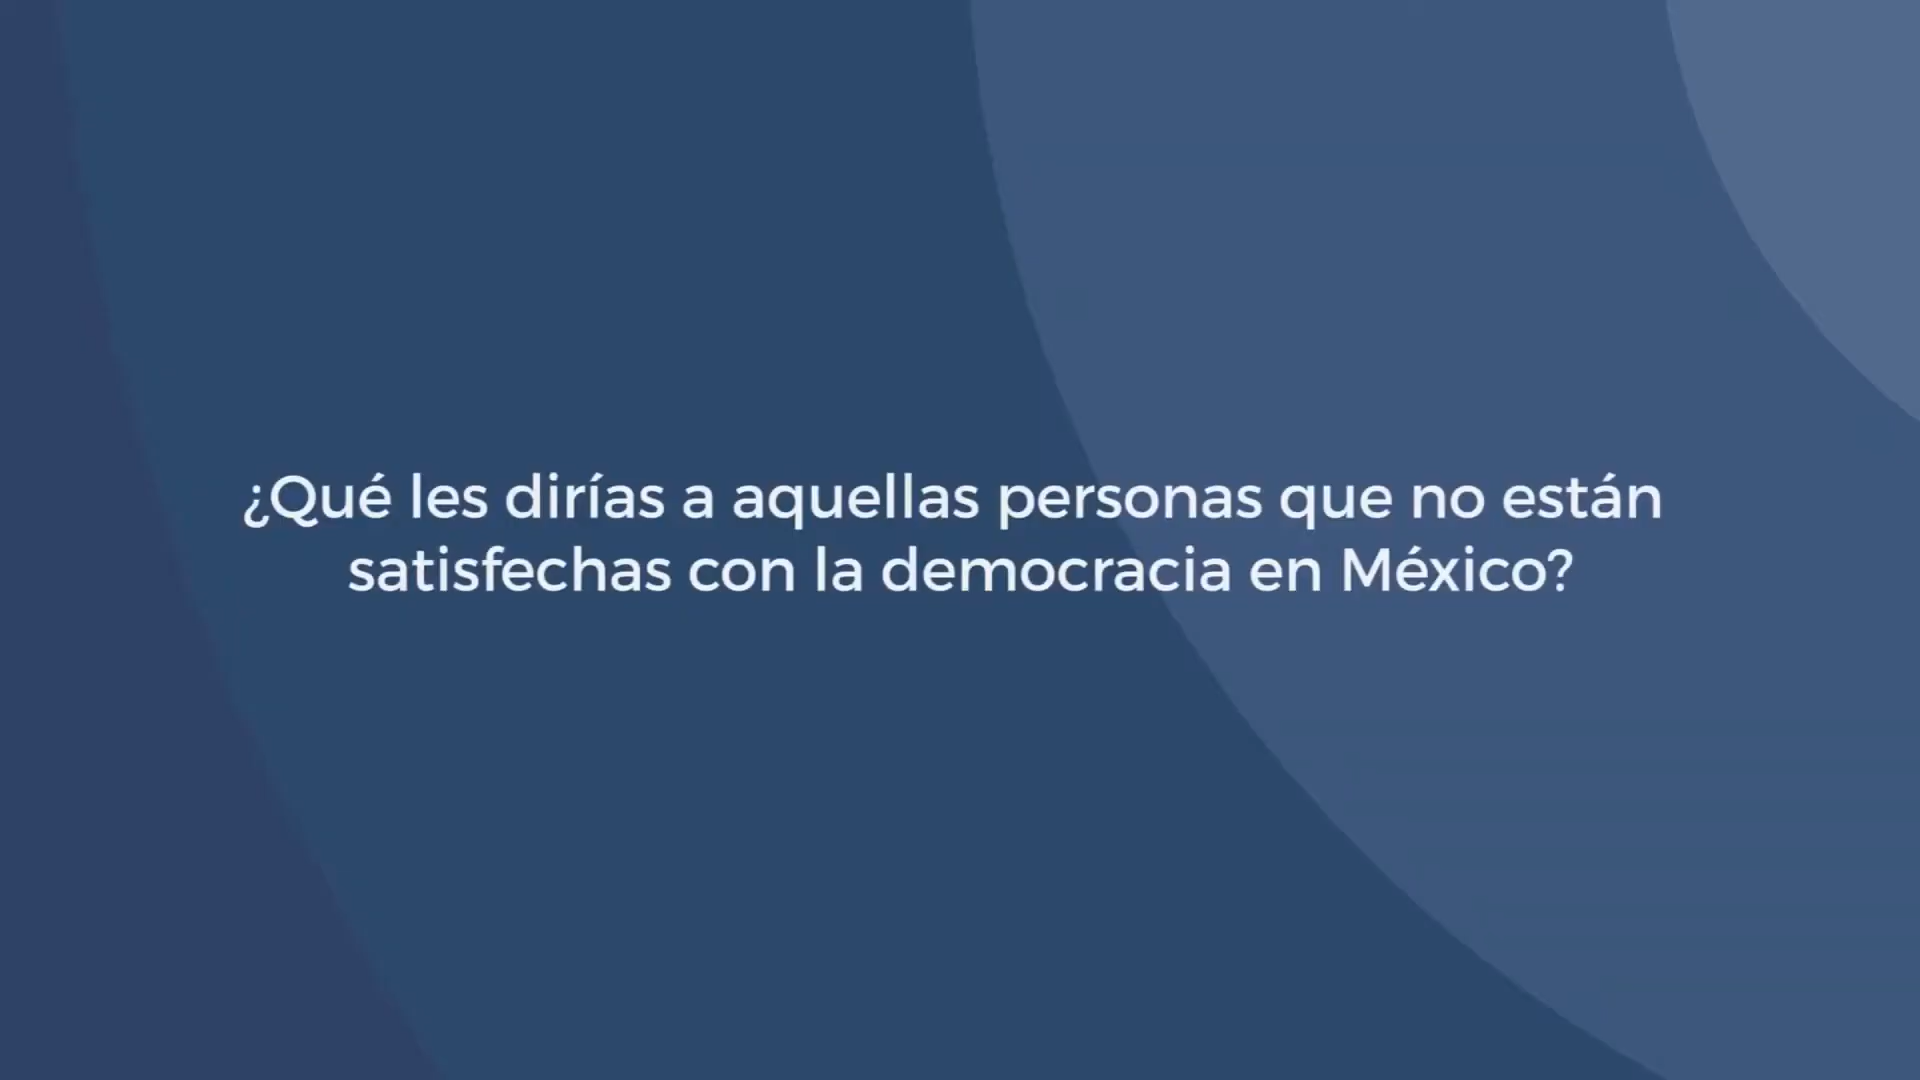 ¿Qué les dirías a aquellas personas que no están
satisfechas con la democracia en México?